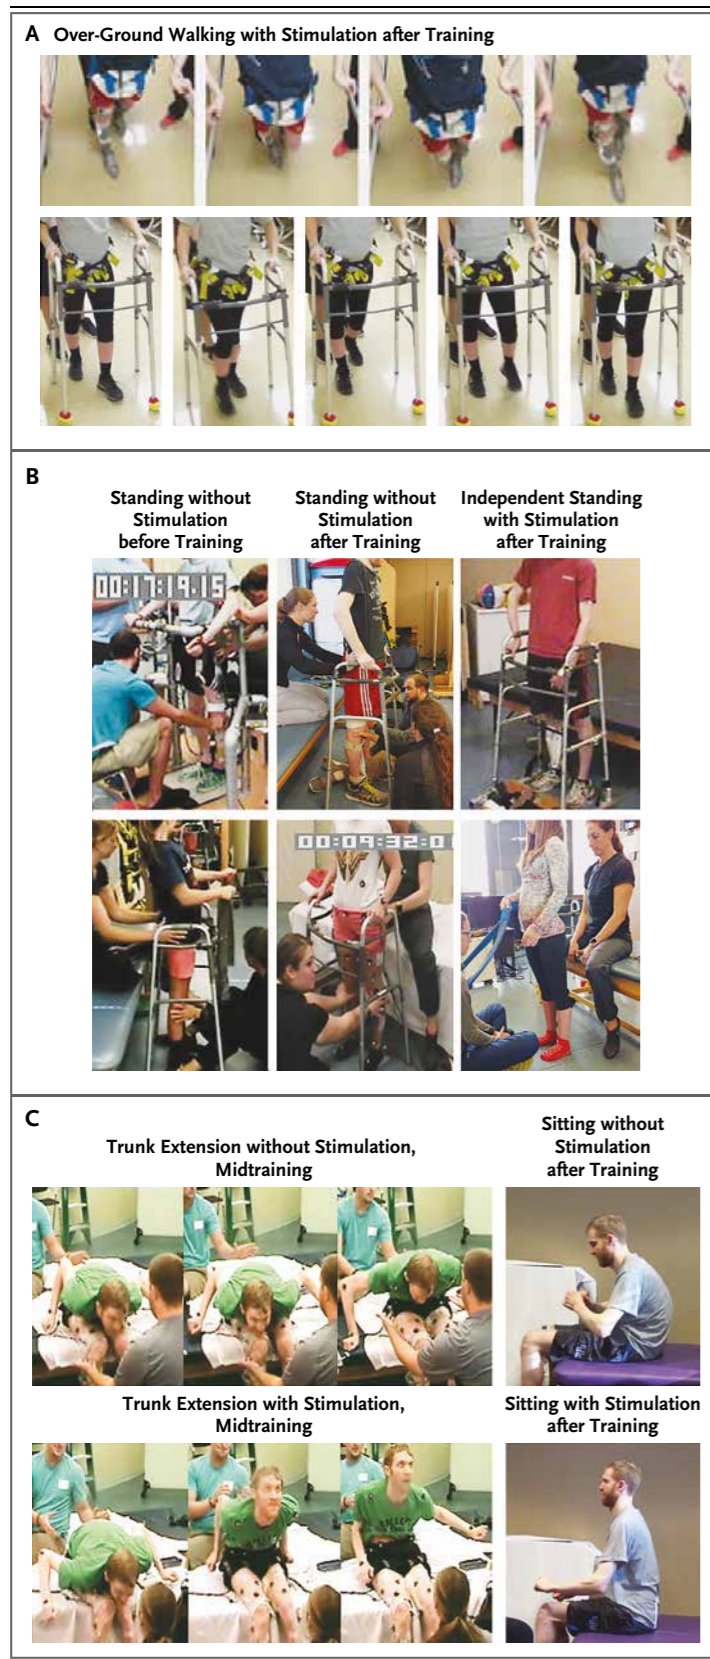 A Over-Ground Walking with Stimulation after Training
B
Standing without
Stimulation
before Training
Standing without
Stimulation
after Training
Independent Standing
with Stimulation
after Training
00:17:19.15
00:09:32:0
C
Trunk Extension without Stimulation,
Midtraining
Sitting without
Stimulation
after Training
Trunk Extension with Stimulation,
Midtraining
Sitting with Stimulation
after Training